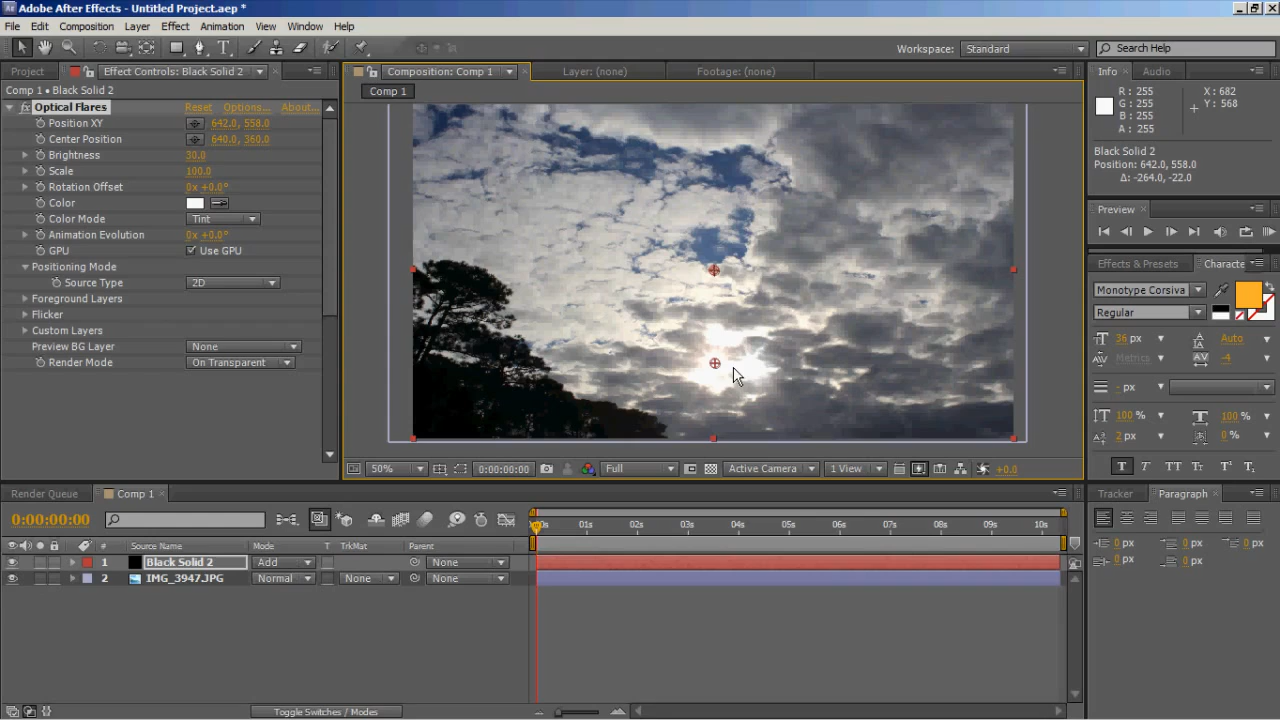 Adobe After Effects - Untitled Project.aep *
File Edit Composition Layer Effect Animation View Window Help
Workspace: Standard Search Help
Project Effect Controls: Black Solid 2
Comp 1 • Black Solid 2
fx Optical Flares Reset Options... About...
Position XY 642.0, 558.0
Center Position 640.0, 360.0
Brightness 30.0
Scale 100.0
Rotation Offset 0x +0.0°
Color
Color Mode Tint
Animation Evolution 0x +0.0°
GPU Use GPU
Positioning Mode
Source Type 2D
Foreground Layers
Flicker
Custom Layers
Preview BG Layer None
Render Mode On Transparent
Composition: Comp 1 Layer: (none) Footage: (none)
Comp 1
50% 0:00:00:00 Full Active Camera 1 View +0.0
Info Audio
R : 255 X : 682
G : 255 Y : 568
B : 255
A : 255
Black Solid 2
Position: 642.0, 558.0
Δ: -264.0, -22.0
Preview
Effects & Presets Characte
Monotype Corsiva
Regular
36 px Auto
Metrics -4
- px
100 % 100 %
2 px 0 %
T T TT Tr T¹ T₁
Render Queue Comp 1
0:00:00:00
00s 01s 02s 03s 04s 05s 06s 07s 08s 09s 10s
# Source Name Mode T TrkMat Parent
1 Black Solid 2 Add None
2 IMG_3947.JPG Normal None None
Toggle Switches / Modes
Tracker Paragraph
0 px 0 px 0 px
0 px 0 px